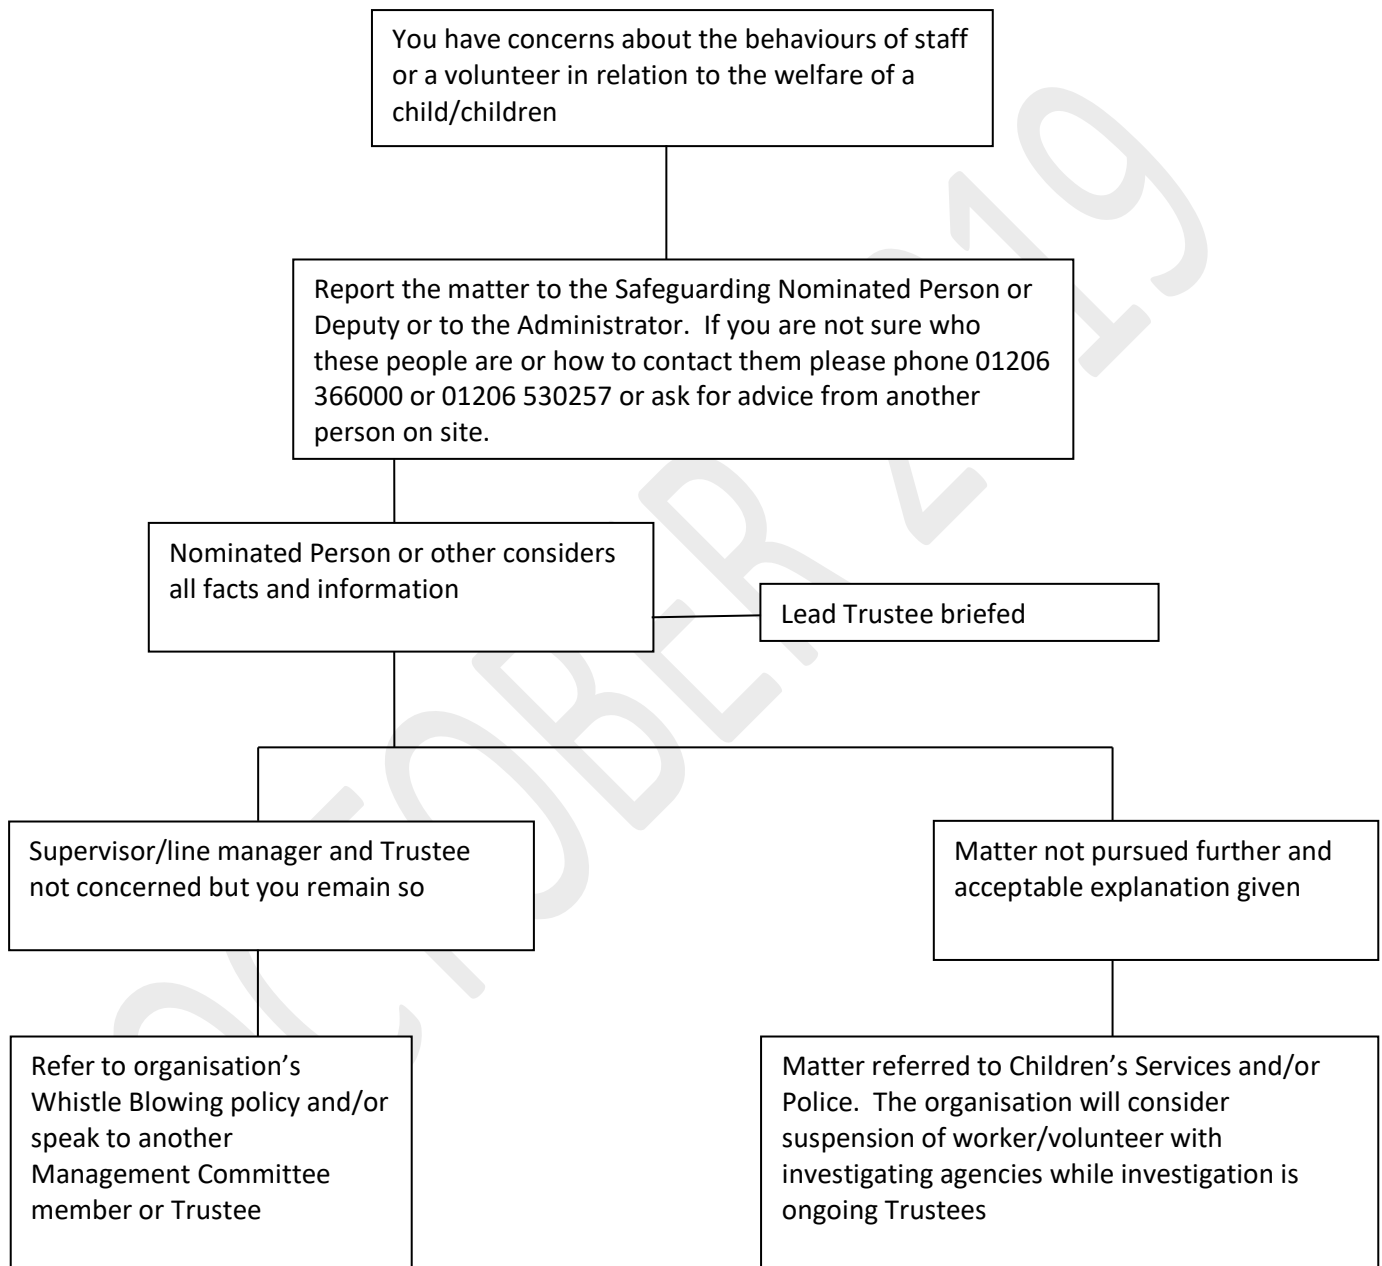 You have concerns about the behaviours of staff
or a volunteer in relation to the welfare of a
child/children
Report the matter to the Safeguarding Nominated Person or
Deputy or to the Administrator.  If you are not sure who
these people are or how to contact them please phone 01206
366000 or 01206 530257 or ask for advice from another
person on site.
Nominated Person or other considers
all facts and information
Lead Trustee briefed
Supervisor/line manager and Trustee
not concerned but you remain so
Matter not pursued further and
acceptable explanation given
Refer to organisation’s
Whistle Blowing policy and/or
speak to another
Management Committee
member or Trustee
Matter referred to Children’s Services and/or
Police.  The organisation will consider
suspension of worker/volunteer with
investigating agencies while investigation is
ongoing Trustees
OCTOBER 219